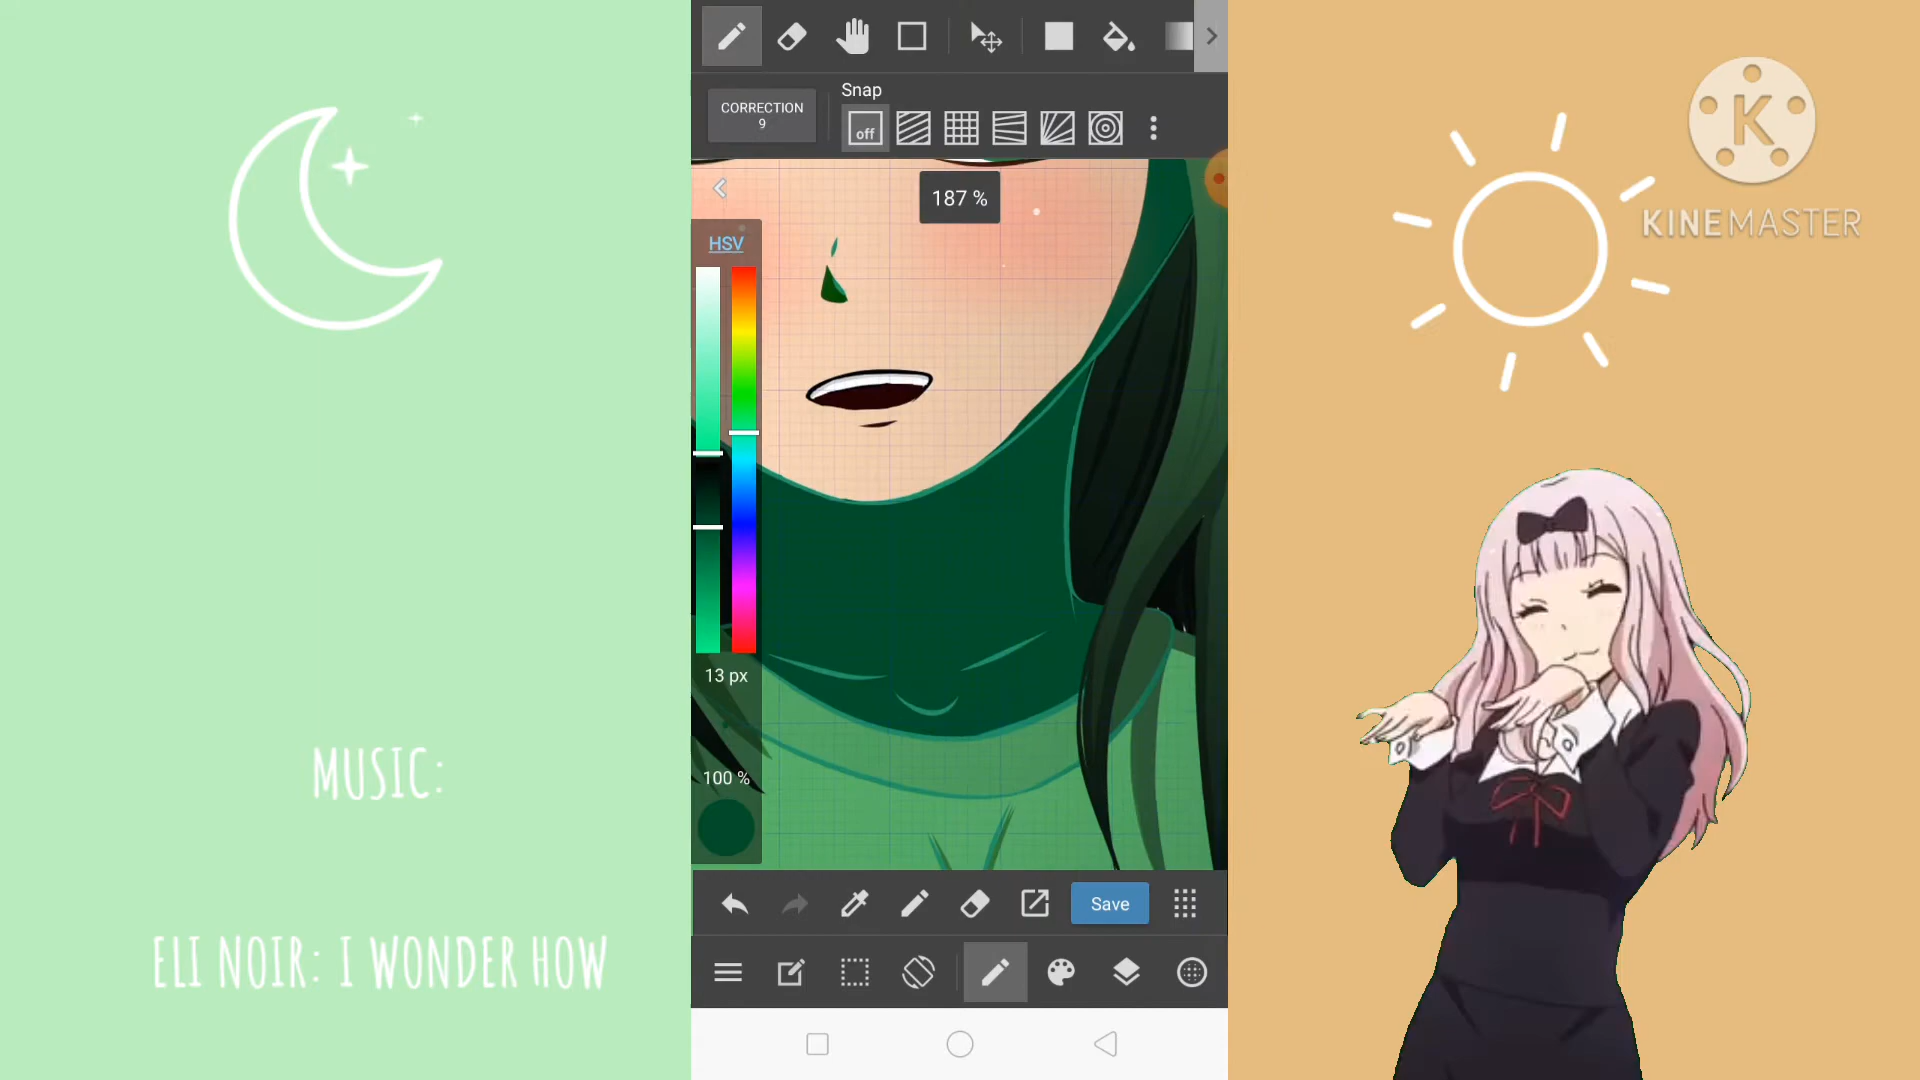 CORRECTION
9
Snap
off
187 %
HSV
13 px
100 %
Save
MUSIC:
ELI NOIR: I WONDER HOW
K
KINEMASTER